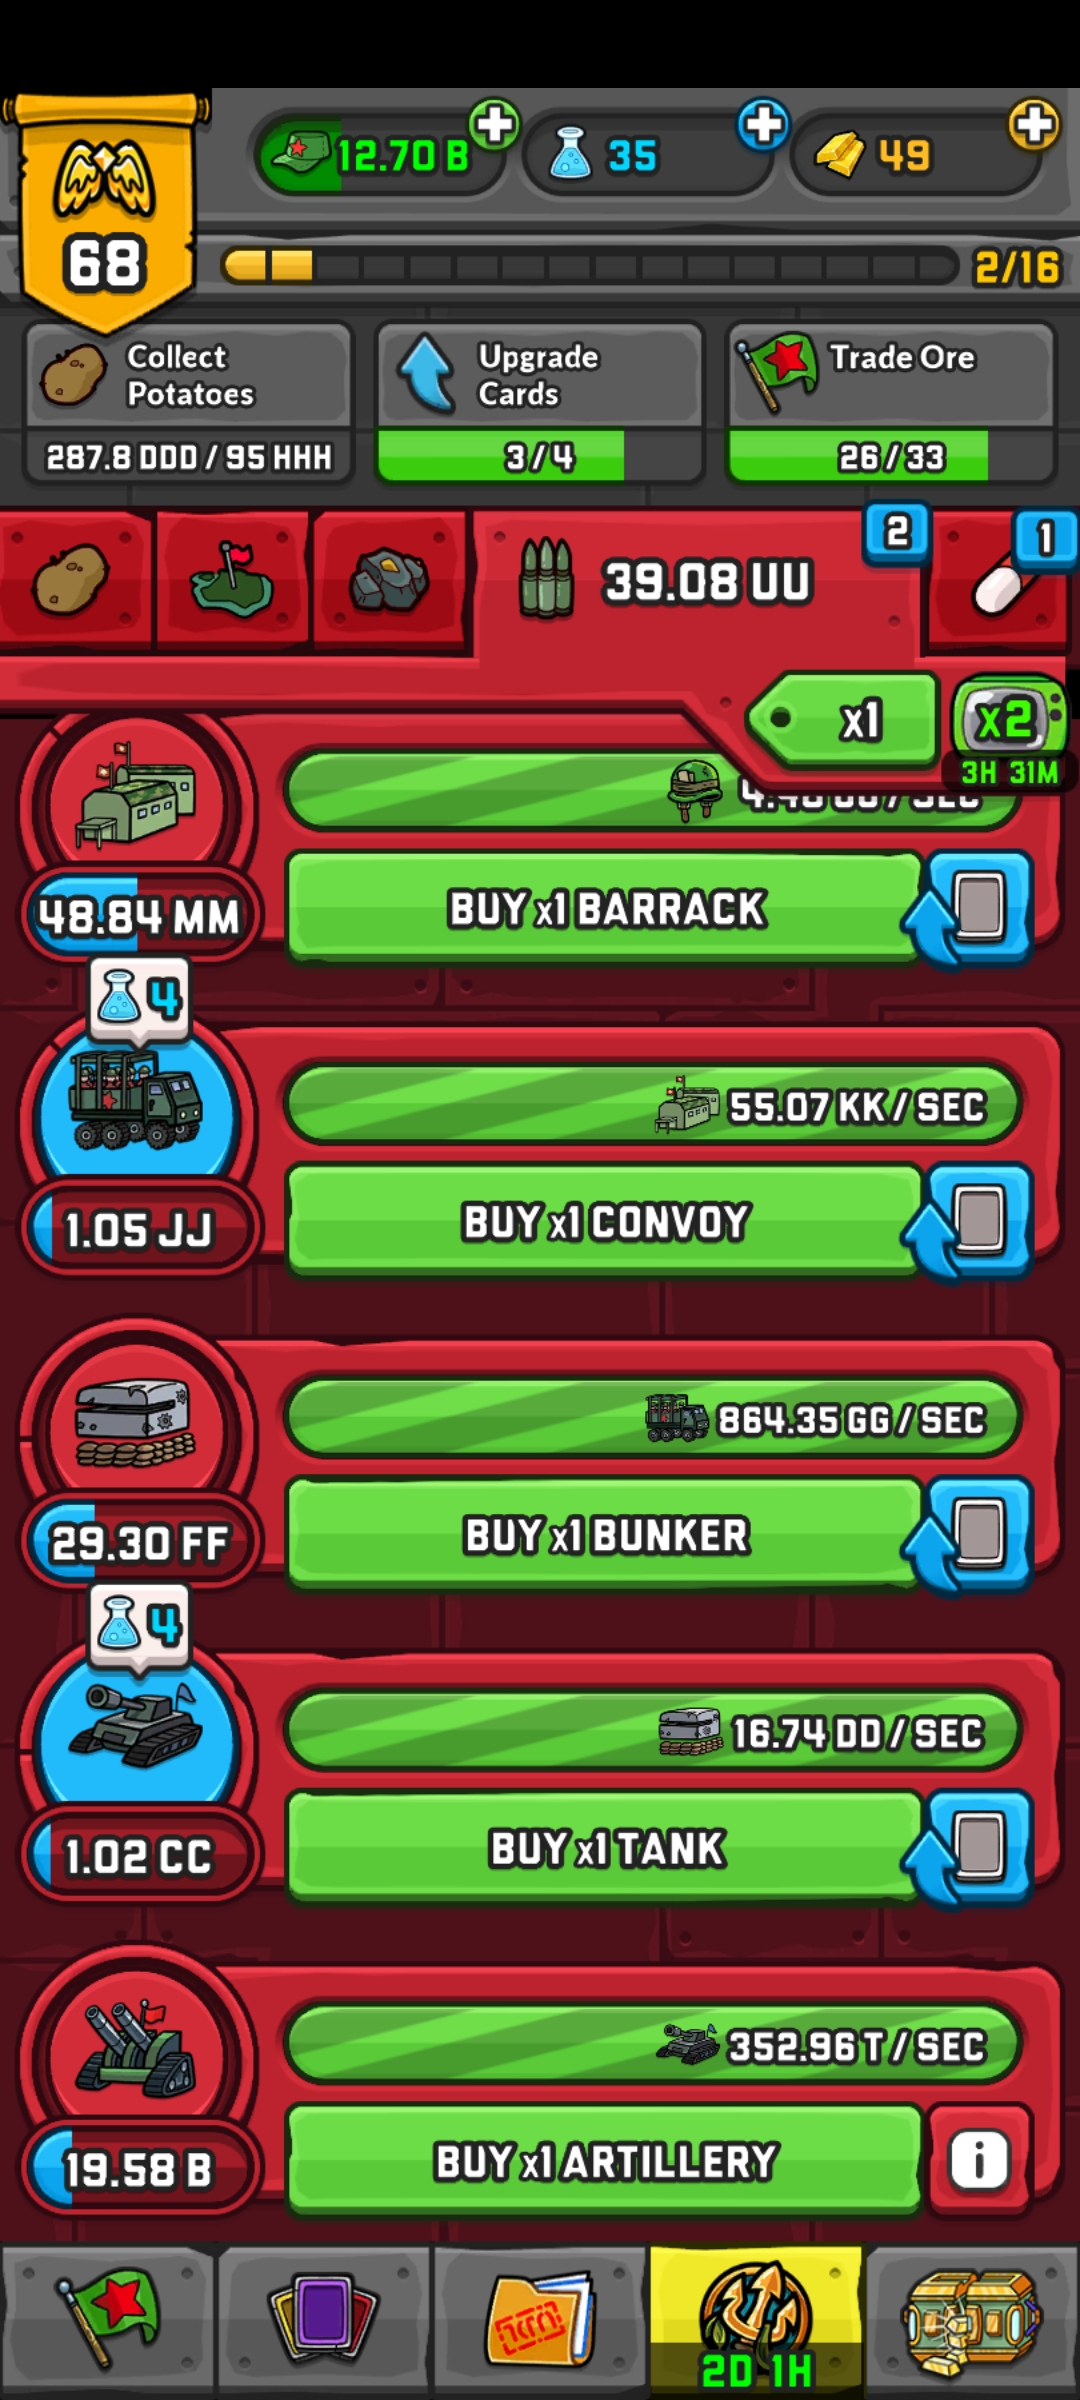 12.70 B
35
49
68
2/16
Collect
Potatoes
Upgrade
Cards
Trade Ore
287.8 DDD / 95 HHH
3/4
26/33
39.08 UU
2
1
x1
x2
3H 31M
48.84 MM
BUY x1 BARRACK
4
55.07 KK / SEC
1.05 JJ
BUY x1 CONVOY
864.35 GG / SEC
29.30 FF
BUY x1 BUNKER
4
16.74 DD / SEC
1.02 CC
BUY x1 TANK
352.96 T / SEC
19.58 B
BUY x1 ARTILLERY
i
2D 1H